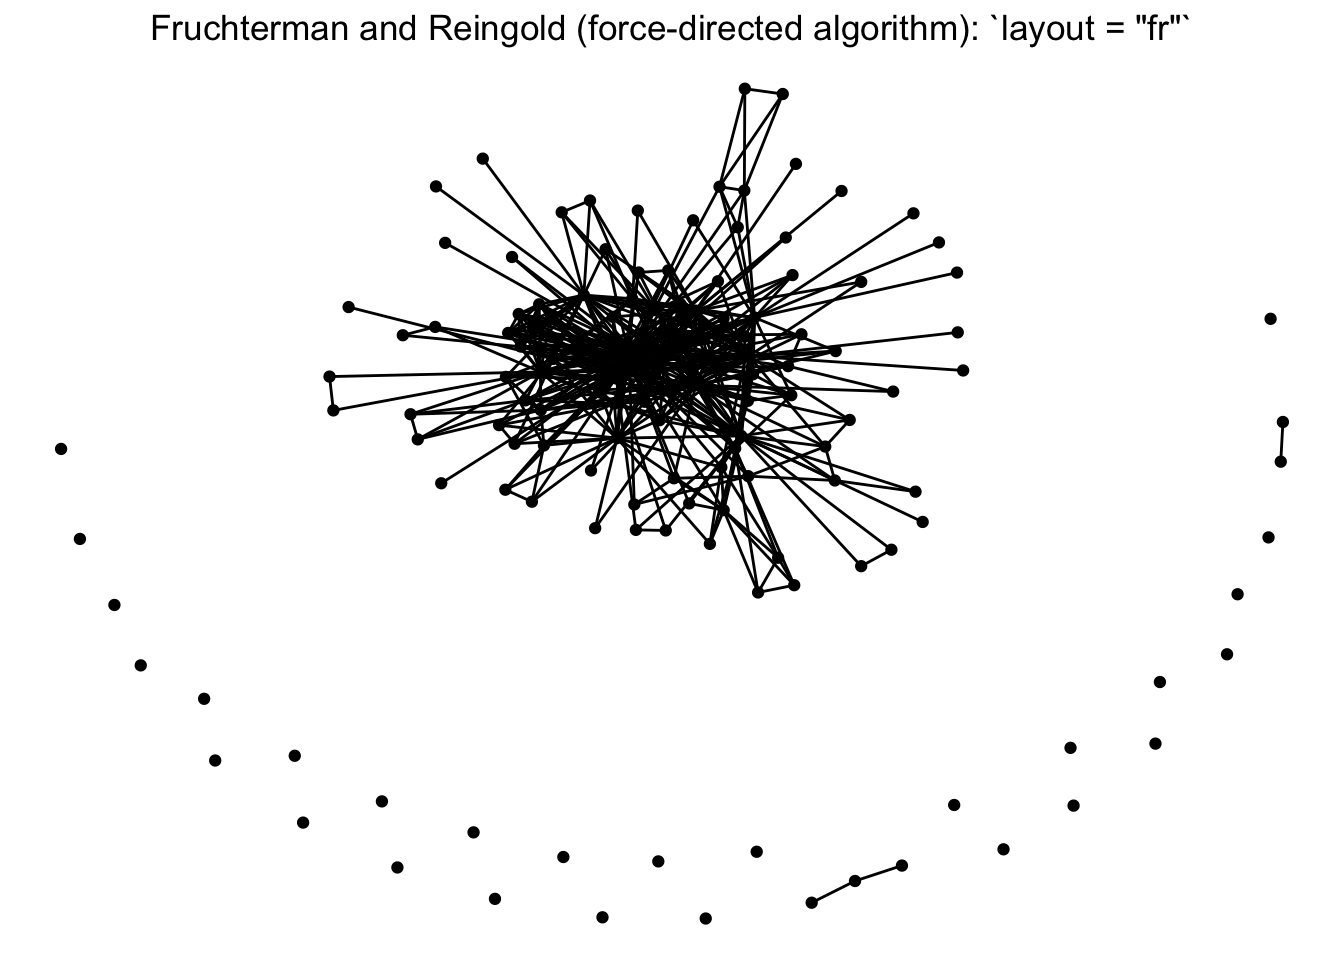 Fruchterman and Reingold (force-directed algorithm): `layout = "fr"`